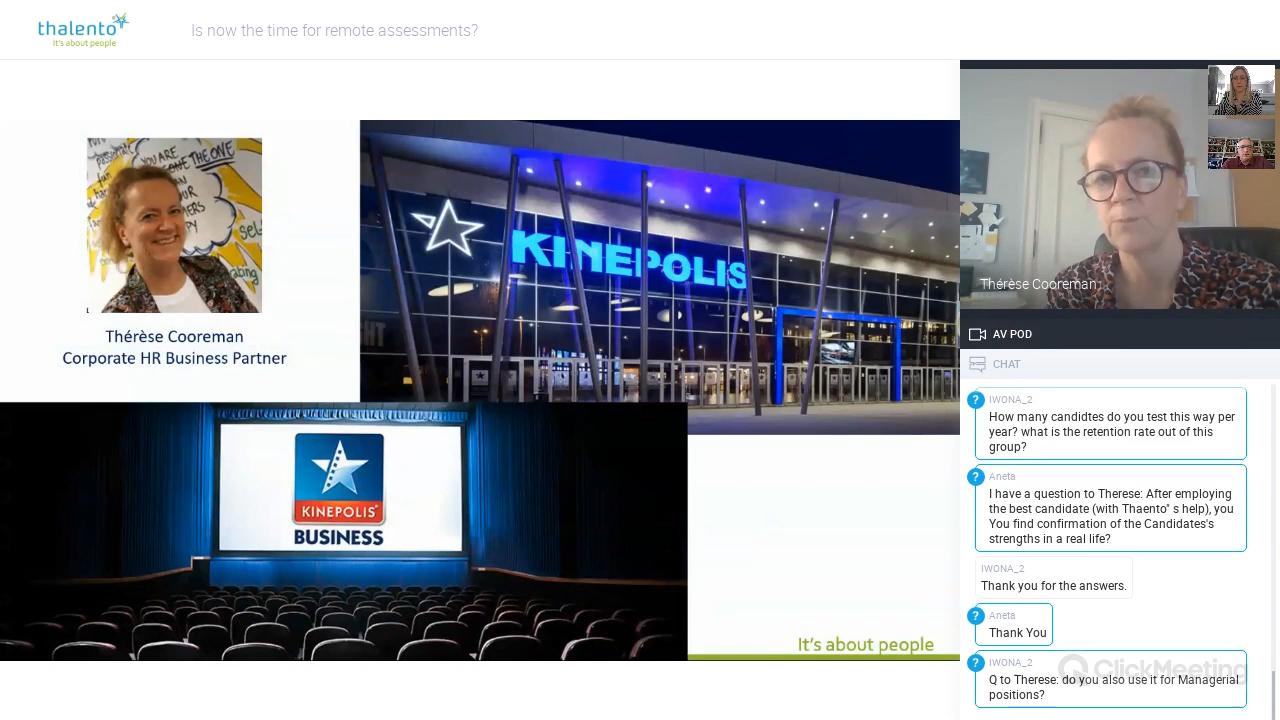 thalento
It's about people
Is now the time for remote assessments?
YOU ARE
THE ONE
Thérèse Cooreman
Corporate HR Business Partner
KINEPOLIS
KINEPOLIS
BUSINESS
It's about people
Thérèse Cooreman
AV POD
CHAT
? IWONA_2
How many candidtes do you test this way per
year? what is the retention rate out of this
group?
? Aneta
I have a question to Therese: After employing
the best candidate (with Thaento" s help), you
You find confirmation of the Candidates's
strengths in a real life?
IWONA_2
Thank you for the answers.
? Aneta
Thank You
? IWONA_2
Q to Therese: do you also use it for Managerial
positions?
ClickMeeting